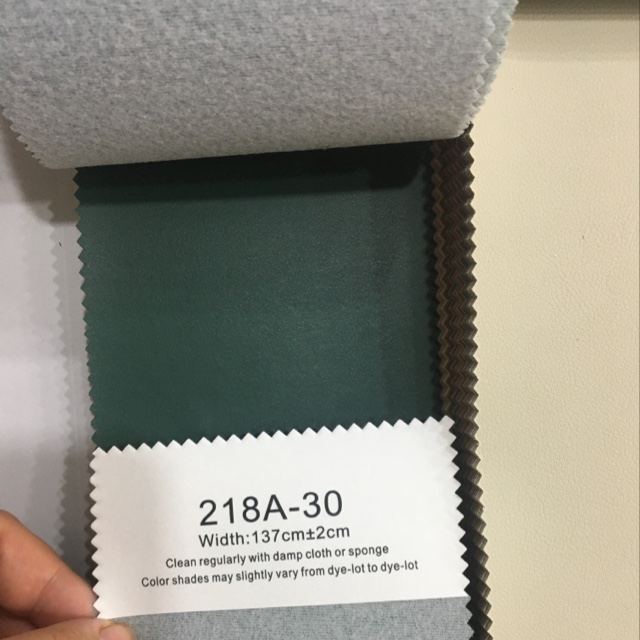 218A-30
Width:137cm±2cm
Clean regularly with damp cloth or sponge
Color shades may slightly vary from dye-lot to dye-lot